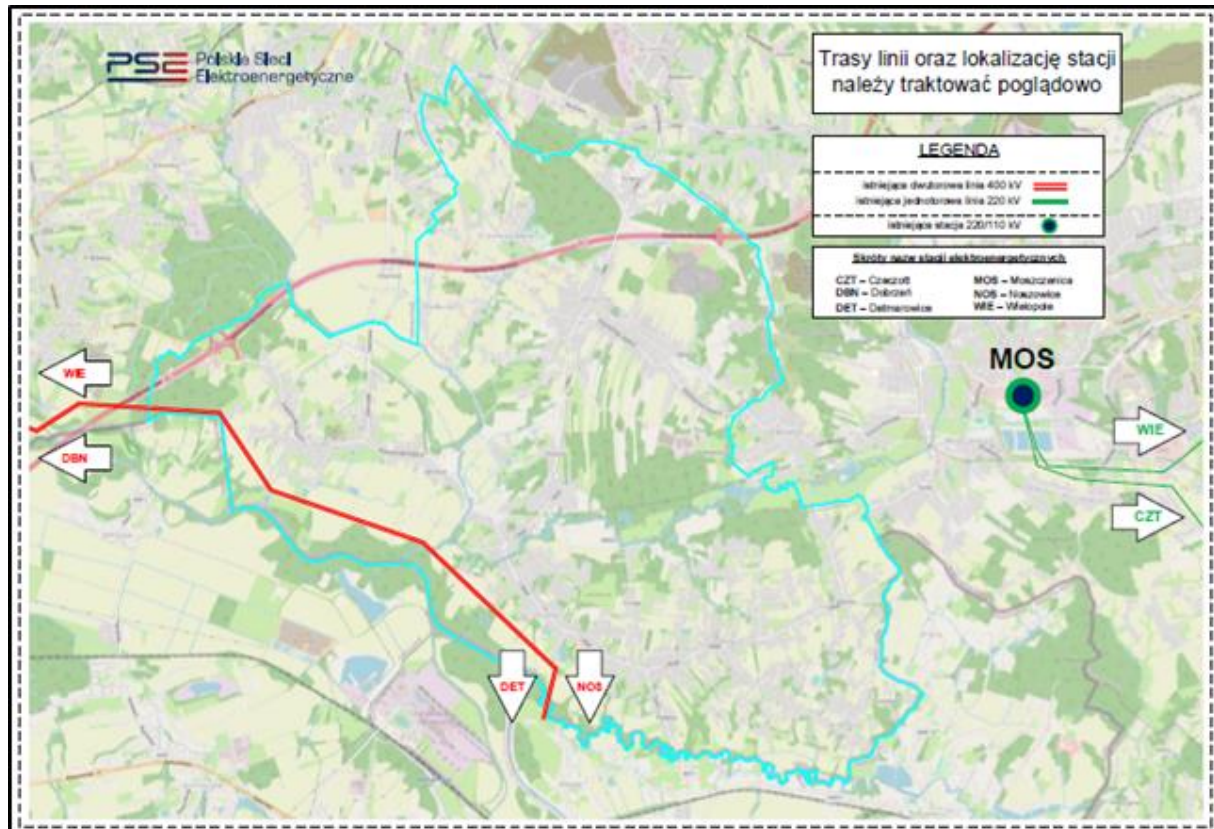 PSE Polskie Sieci
Elektroenergetyczne
Trasy linii oraz lokalizację stacji
należy traktować poglądowo
LEGENDA
istniejąca dwutorowa linia 400 kV
istniejąca jednotorowa linia 220 kV
istniejąca stacja 220/110 kV
Skróty nazw stacji elektroenergetycznych
CZT – Czeczott
DBN – Dobrzeń
DET – Detmarowice
MOS – Moszczenica
NOS – Noszowice
WIE – Wielopole
MOS
WIE
DBN
WIE
CZT
DET
NOS